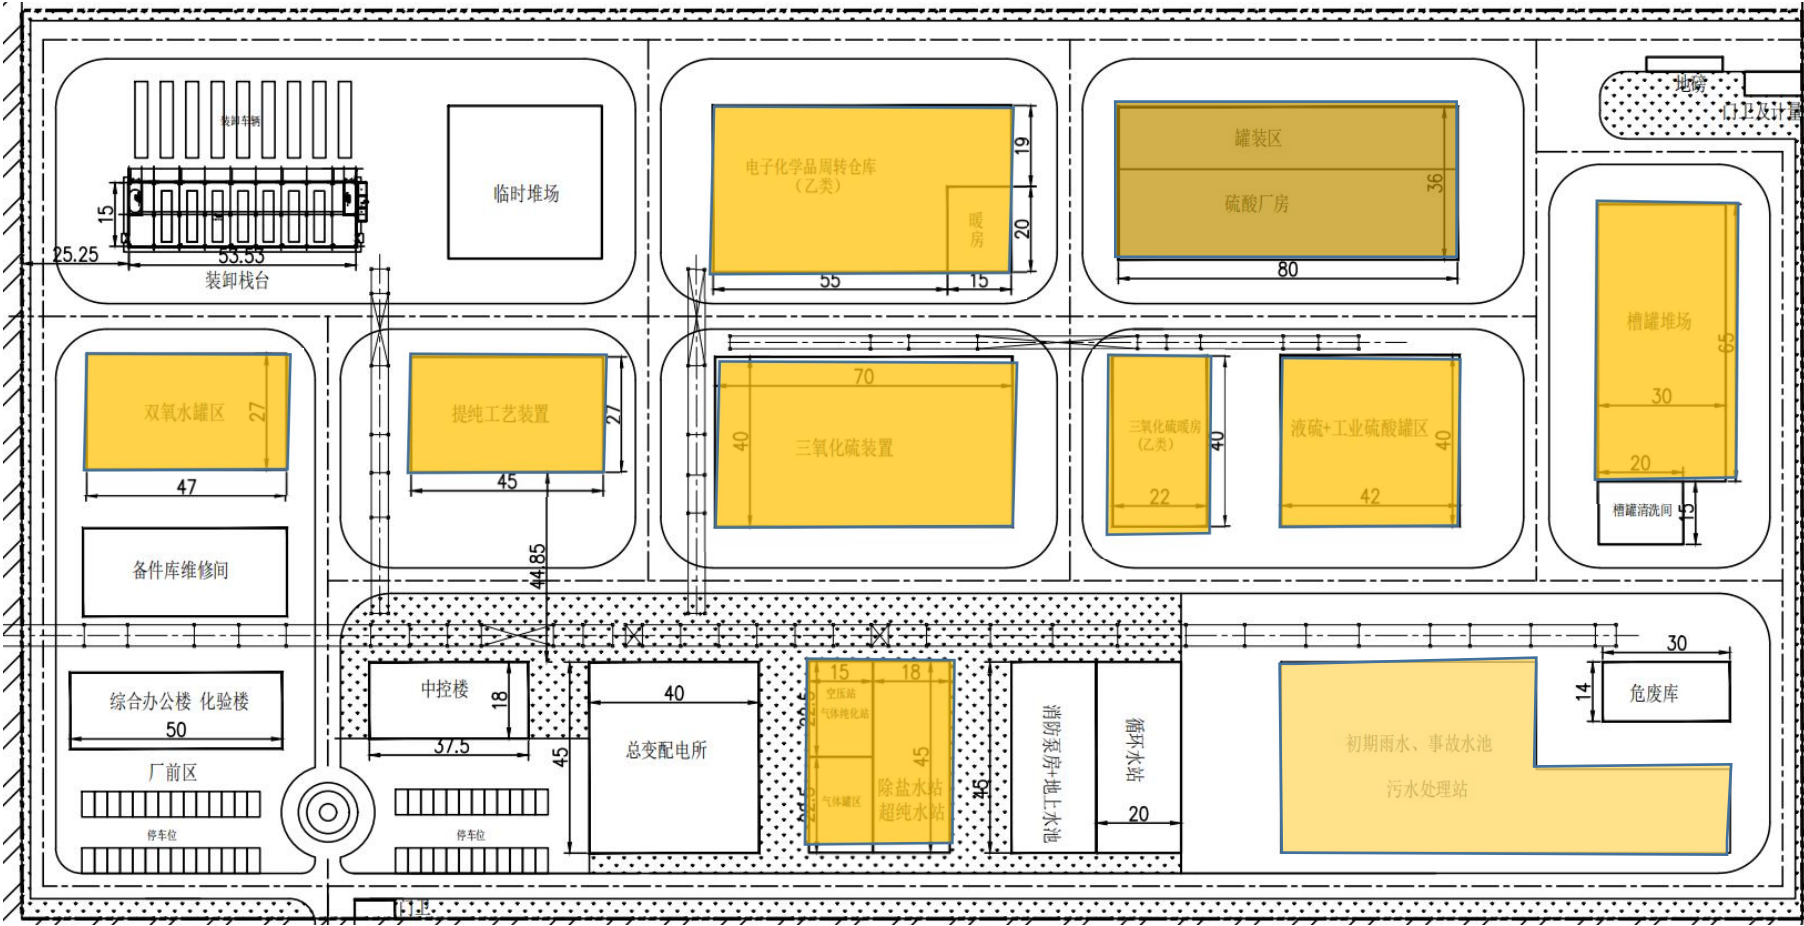 装卸车辆
15
25.25
53.53
装卸栈台
临时堆场
电子化学品周转仓库
（乙类）
暖
房
19
20
55
15
罐装区
硫酸厂房
36
80
地磅
门卫及计量
槽罐堆场
65
30
20
槽罐清洗间
15
双氧水罐区
27
47
提纯工艺装置
27
45
44.85
70
40
三氧化硫装置
三氧化硫暖房
（乙类）
40
22
液硫+工业硫酸罐区
40
42
备件库维修间
综合办公楼 化验楼
50
厂前区
停车位
中控楼
18
37.5
停车位
门卫
40
45
总变配电所
15
18
空压站
气体纯化站
45
气体罐区
22.5
除盐水站
超纯水站
消防泵房+地上水池
循环水站
20
初期雨水、事故水池
污水处理站
30
14
危废库